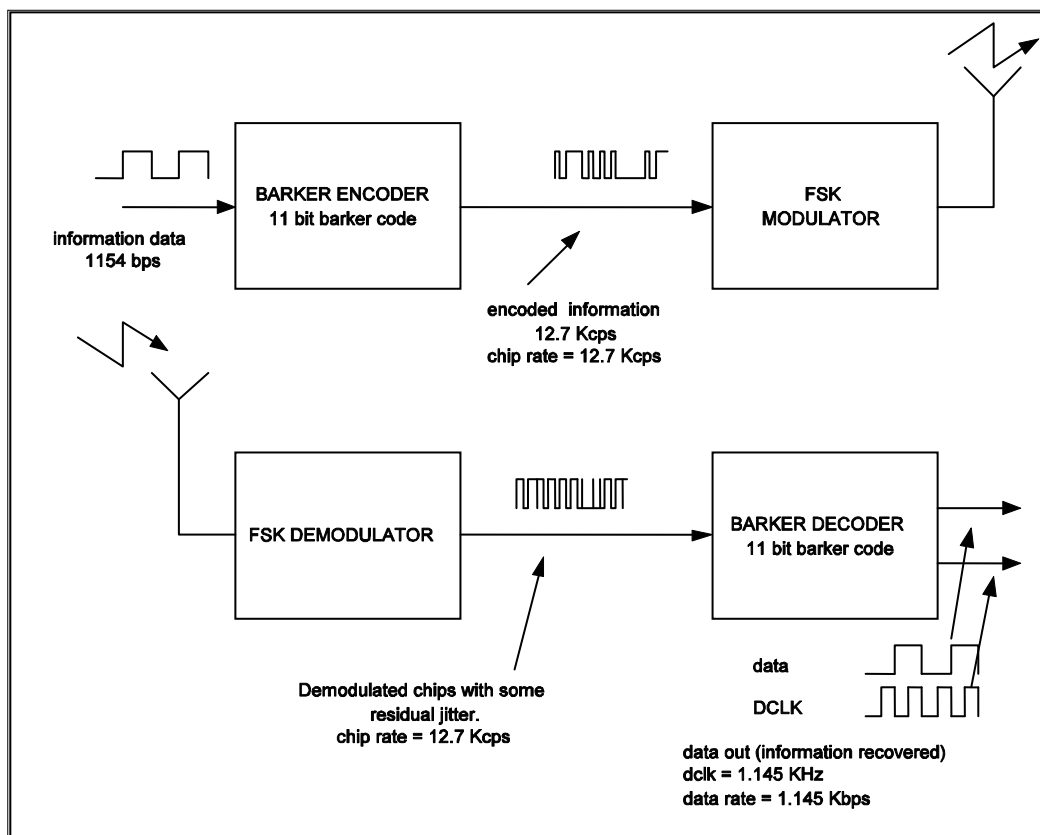 BARKER ENCODER
11 bit barker code
FSK
MODULATOR
information data
1154 bps
encoded information
12.7 Kcps
chip rate = 12.7 Kcps
FSK DEMODULATOR
BARKER DECODER
11 bit barker code
Demodulated chips with some
residual jitter.
chip rate = 12.7 Kcps
data
DCLK
data out (information recovered)
dclk = 1.145 KHz
data rate = 1.145 Kbps